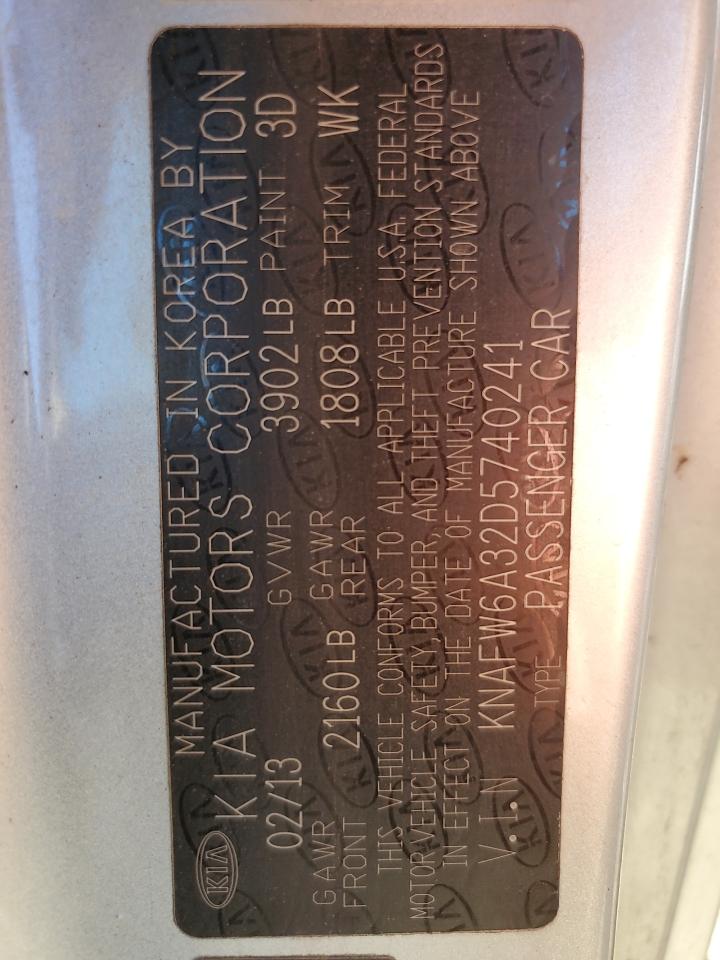 MANUFACTURED IN KOREA BY
KIA KIA MOTORS CORPORATION
02/13 GVWR 3902LB PAINT 3D
GAWR FRONT 2160LB GAWR REAR 1808LB TRIM WK
THIS VEHICLE CONFORMS TO ALL APPLICABLE U.S.A. FEDERAL
MOTOR VEHICLE SAFETY, BUMPER, AND THEFT PREVENTION STANDARDS
IN EFFECT ON THE DATE OF MANUFACTURE SHOWN ABOVE
V.I.N KNAFW6A32D5740241
TYPE PASSENGER CAR